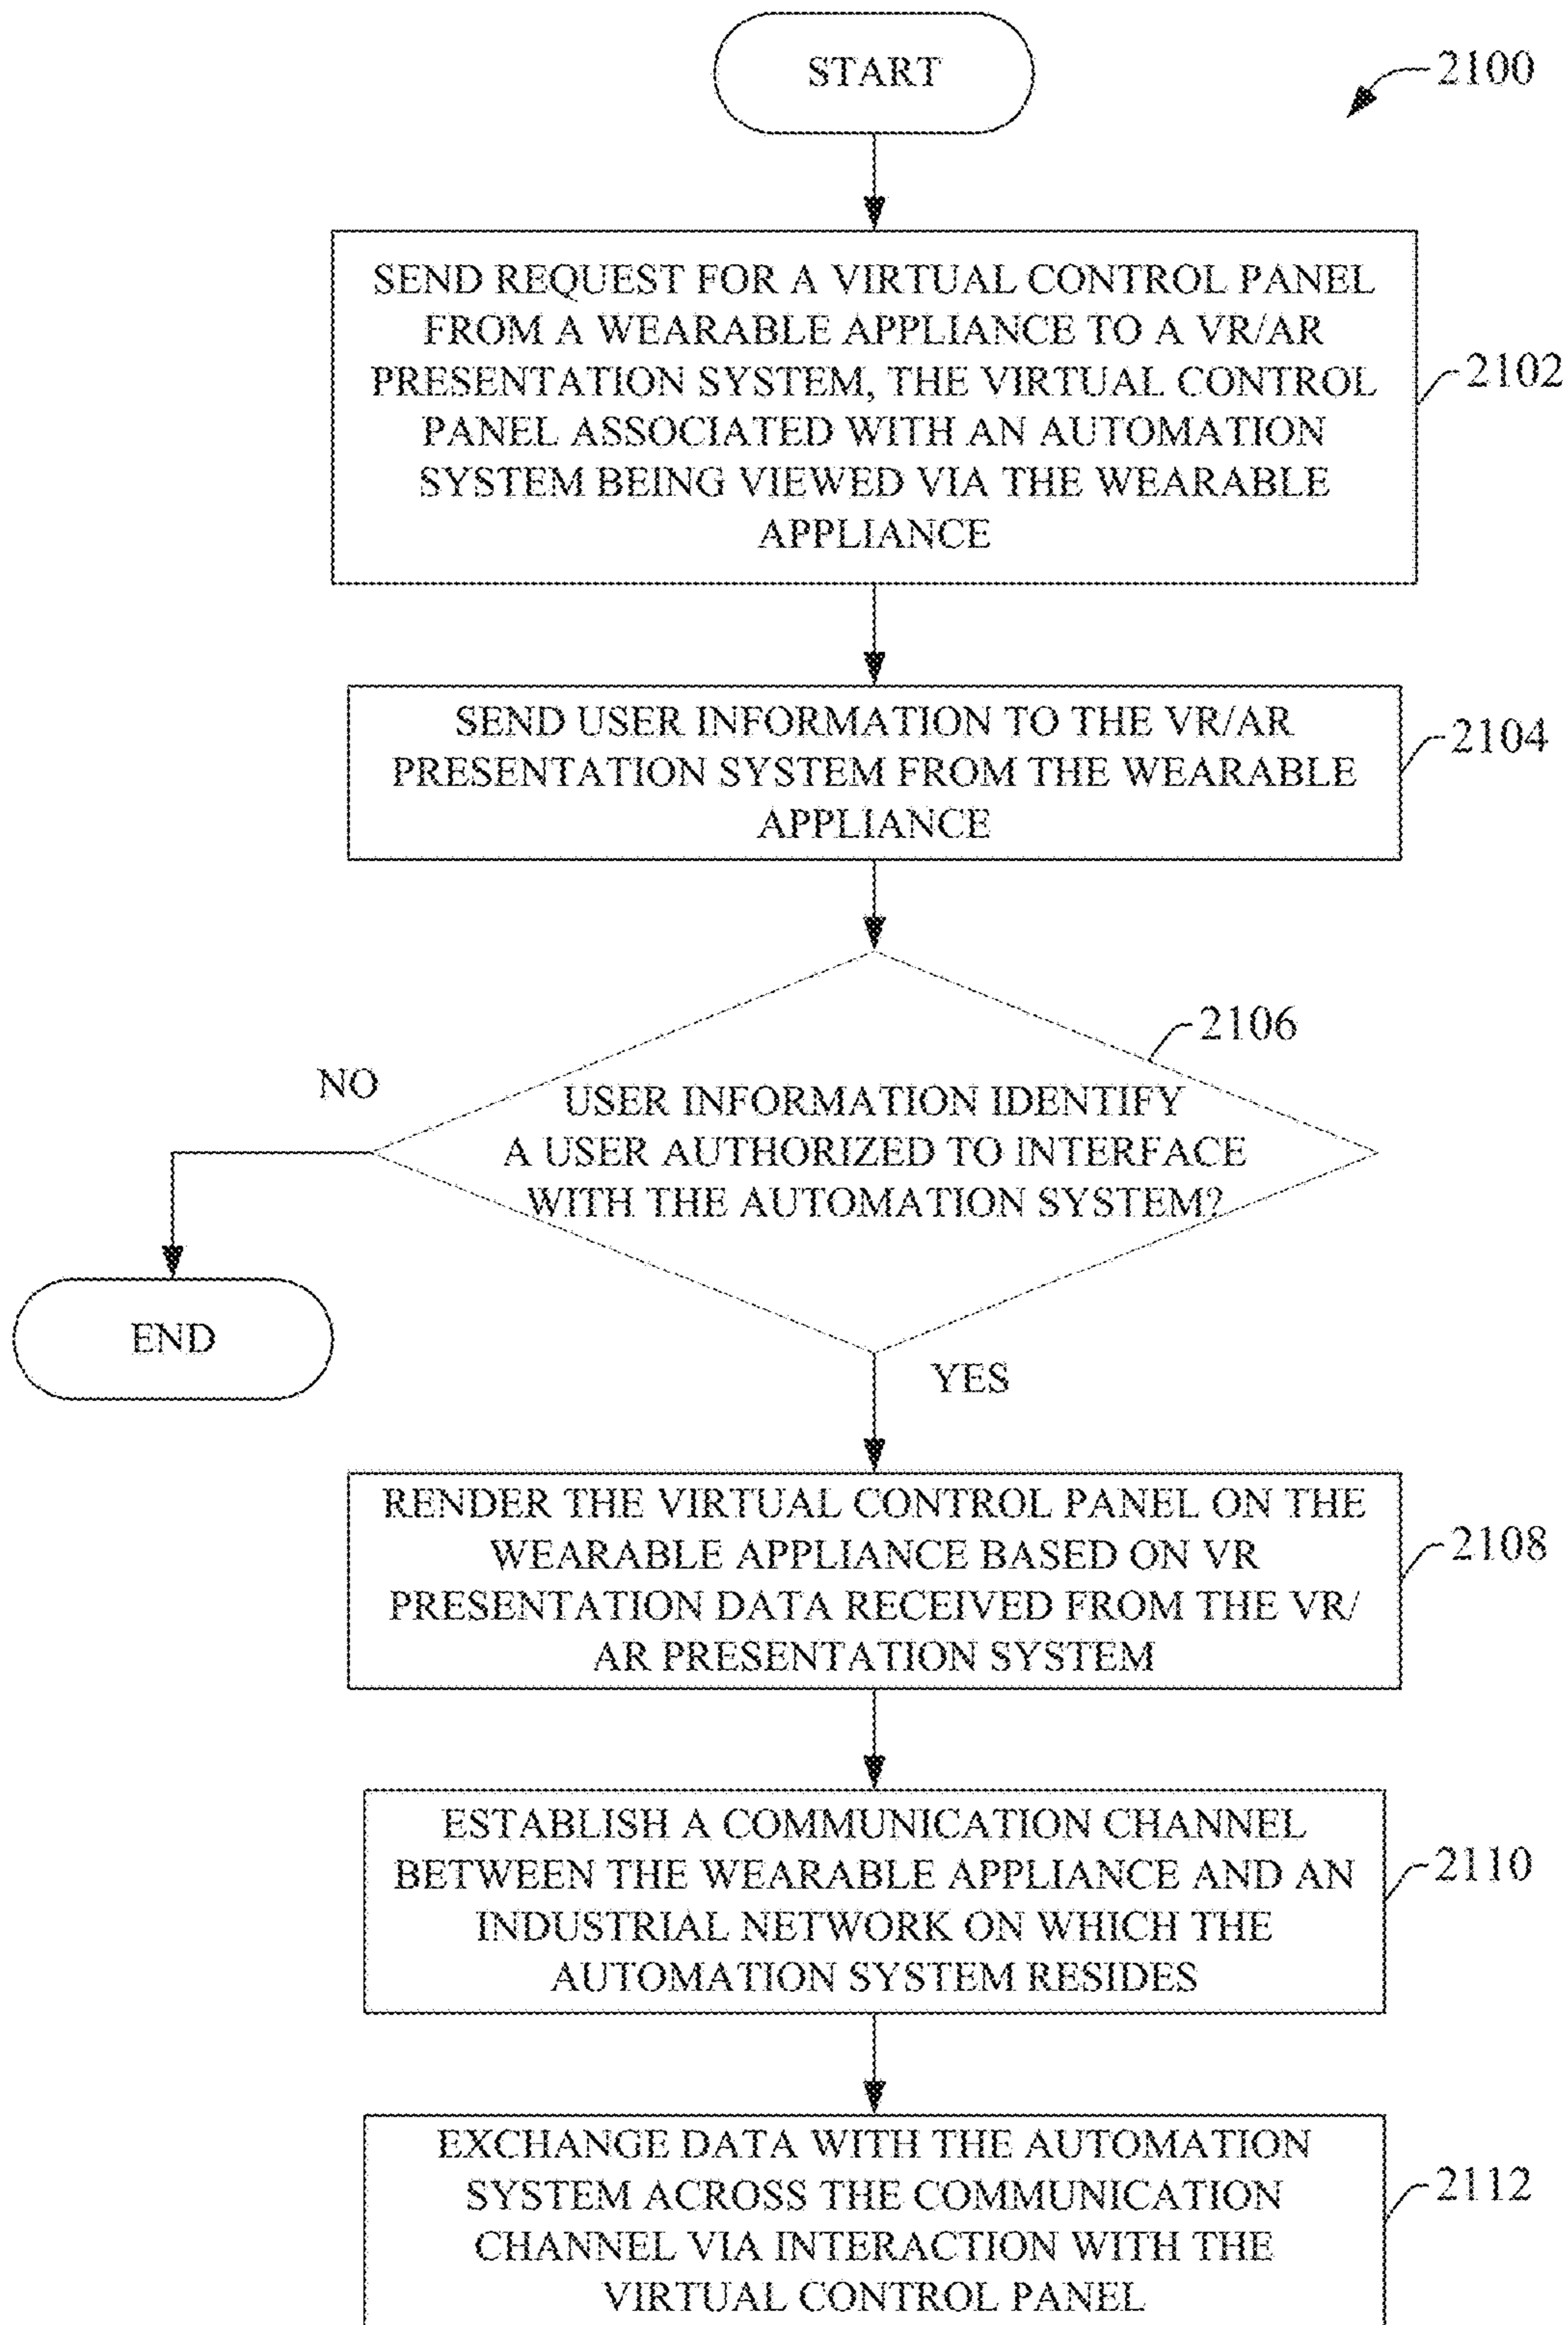 START
2100
SEND REQUEST FOR A VIRTUAL CONTROL PANEL
FROM A WEARABLE APPLIANCE TO A VR/AR
PRESENTATION SYSTEM, THE VIRTUAL CONTROL
PANEL ASSOCIATED WITH AN AUTOMATION
SYSTEM BEING VIEWED VIA THE WEARABLE
APPLIANCE
2102
SEND USER INFORMATION TO THE VR/AR
PRESENTATION SYSTEM FROM THE WEARABLE
APPLIANCE
2104
2106
NO
USER INFORMATION IDENTIFY
A USER AUTHORIZED TO INTERFACE
WITH THE AUTOMATION SYSTEM?
END
YES
RENDER THE VIRTUAL CONTROL PANEL ON THE
WEARABLE APPLIANCE BASED ON VR
PRESENTATION DATA RECEIVED FROM THE VR/
AR PRESENTATION SYSTEM
2108
ESTABLISH A COMMUNICATION CHANNEL
BETWEEN THE WEARABLE APPLIANCE AND AN
INDUSTRIAL NETWORK ON WHICH THE
AUTOMATION SYSTEM RESIDES
2110
EXCHANGE DATA WITH THE AUTOMATION
SYSTEM ACROSS THE COMMUNICATION
CHANNEL VIA INTERACTION WITH THE
VIRTUAL CONTROL PANEL
2112